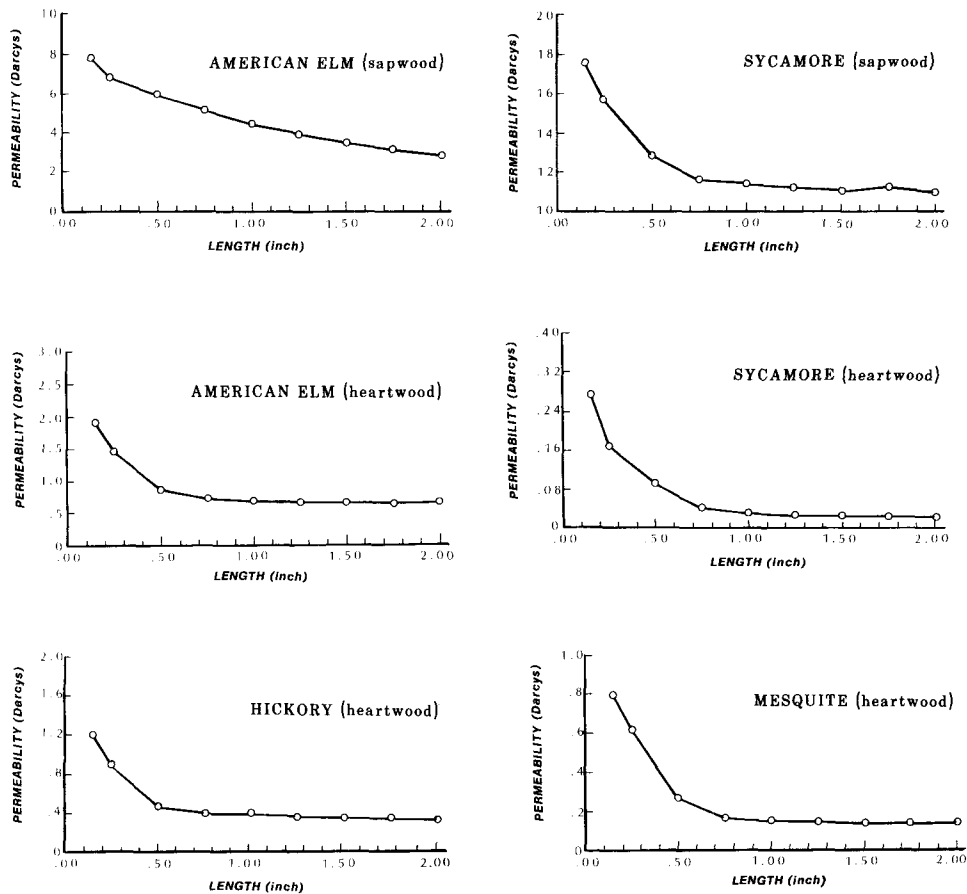 AMERICAN ELM (sapwood)
PERMEABILITY (Darcys)
10
8
6
4
2
0
.00 .50 1.00 1.50 2.00
LENGTH (inch)
SYCAMORE (sapwood)
PERMEABILITY (Darcys)
20
18
16
14
12
10
.00 .50 1.00 1.50 2.00
LENGTH (inch)
AMERICAN ELM (heartwood)
PERMEABILITY (Darcys)
3.0
2.5
2.0
1.5
1.0
.5
0
.00 .50 1.00 1.50 2.00
LENGTH (inch)
SYCAMORE (heartwood)
PERMEABILITY (Darcys)
.40
.32
.24
.16
.08
0
.00 .50 1.00 1.50 2.00
LENGTH (inch)
HICKORY (heartwood)
PERMEABILITY (Darcys)
2.0
1.6
1.2
.8
.4
0
.00 .50 1.00 1.50 2.00
LENGTH (inch)
MESQUITE (heartwood)
PERMEABILITY (Darcys)
1.0
.8
.6
.4
.2
0
.00 .50 1.00 1.50 2.00
LENGTH (inch)